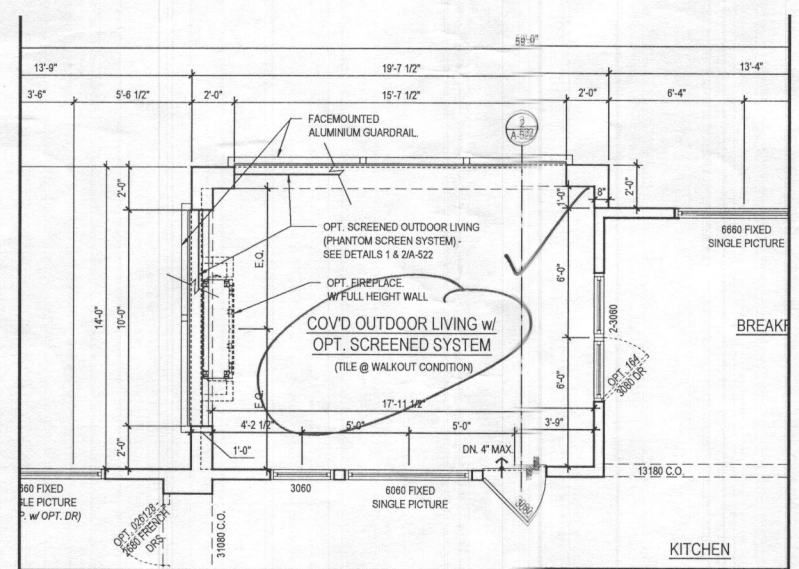 59'-0"
13'-9"
19'-7 1/2"
13'-4"
3'-6"
5'-6 1/2"
2'-0"
15'-7 1/2"
2'-0"
6'-4"
FACEMOUNTED
ALUMINIUM GUARDRAIL.
2
A-522
2'-0"
1'-0"
8"
2'-0"
OPT. SCREENED OUTDOOR LIVING
(PHANTOM SCREEN SYSTEM) -
SEE DETAILS 1 & 2/A-522
6660 FIXED
SINGLE PICTURE
E.Q.
6'-0"
OPT. FIREPLACE.
W/ FULL HEIGHT WALL
14'-0"
10'-0"
COV'D OUTDOOR LIVING w/
OPT. SCREENED SYSTEM
(TILE @ WALKOUT CONDITION)
2-3060
BREAKF
OPT. 164
3080 DR
6'-0"
E.Q.
17'-11 1/2"
4'-2 1/2"
5'-0"
5'-0"
3'-9"
2'-0"
1'-0"
DN. 4" MAX.
13180 C.O.
660 FIXED
GLE PICTURE
P. w/ OPT. DR)
3060
6060 FIXED
SINGLE PICTURE
3080
OPT. 026128 -
2680 FRENCH
DRS.
31080 C.O.
KITCHEN